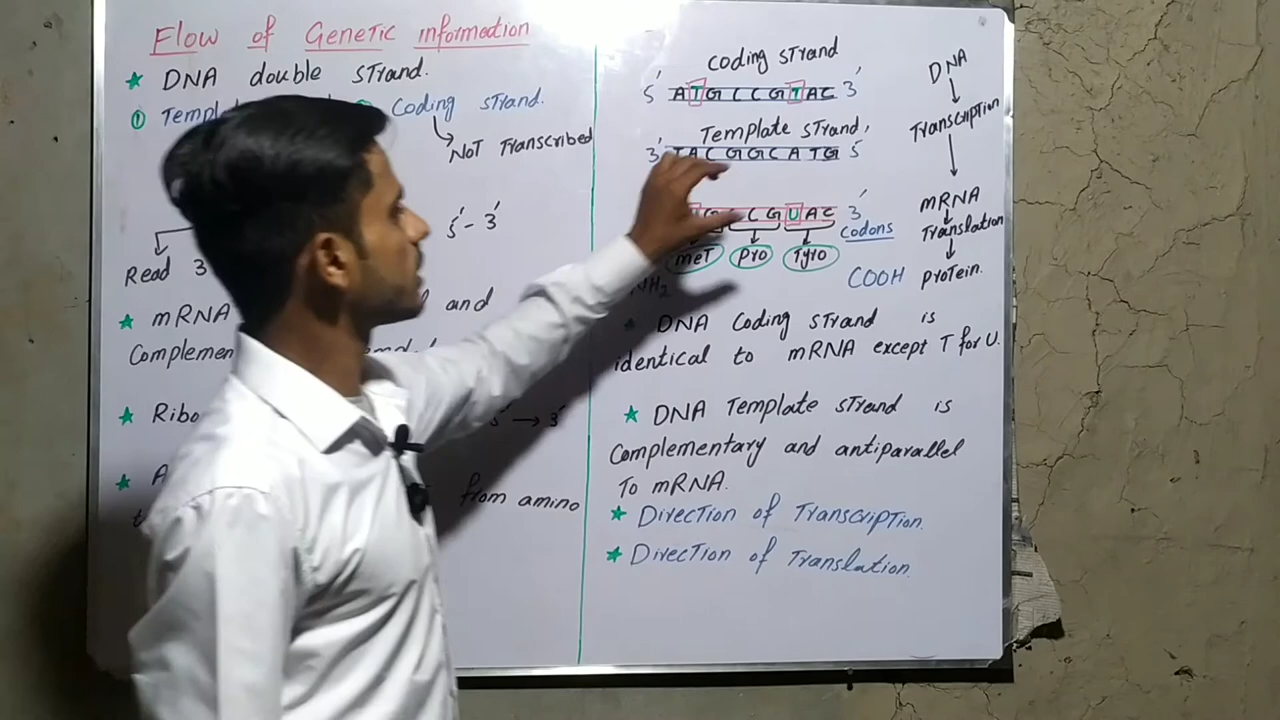 Flow of Genetic information
★ DNA double strand.
① Templ
Coding strand.
NOT Transcribed
5' - 3'
Read 3
★ mRNA and
Complemen
★ Ribo 5' → 3'
★ A from amino
Coding strand
5' ATGCCGTAC 3'
Template strand,
3' TACGGCATG 5'
G C C G U A C 3'
Codons
meT pro Tyro
NH2 COOH
DNA
Transcription
mRNA
Translation
protein.
★ DNA Coding strand is
identical to mRNA except T for U.
★ DNA Template strand is
Complementary and antiparallel
To mRNA.
★ Direction of Transcription.
★ Direction of Translation.